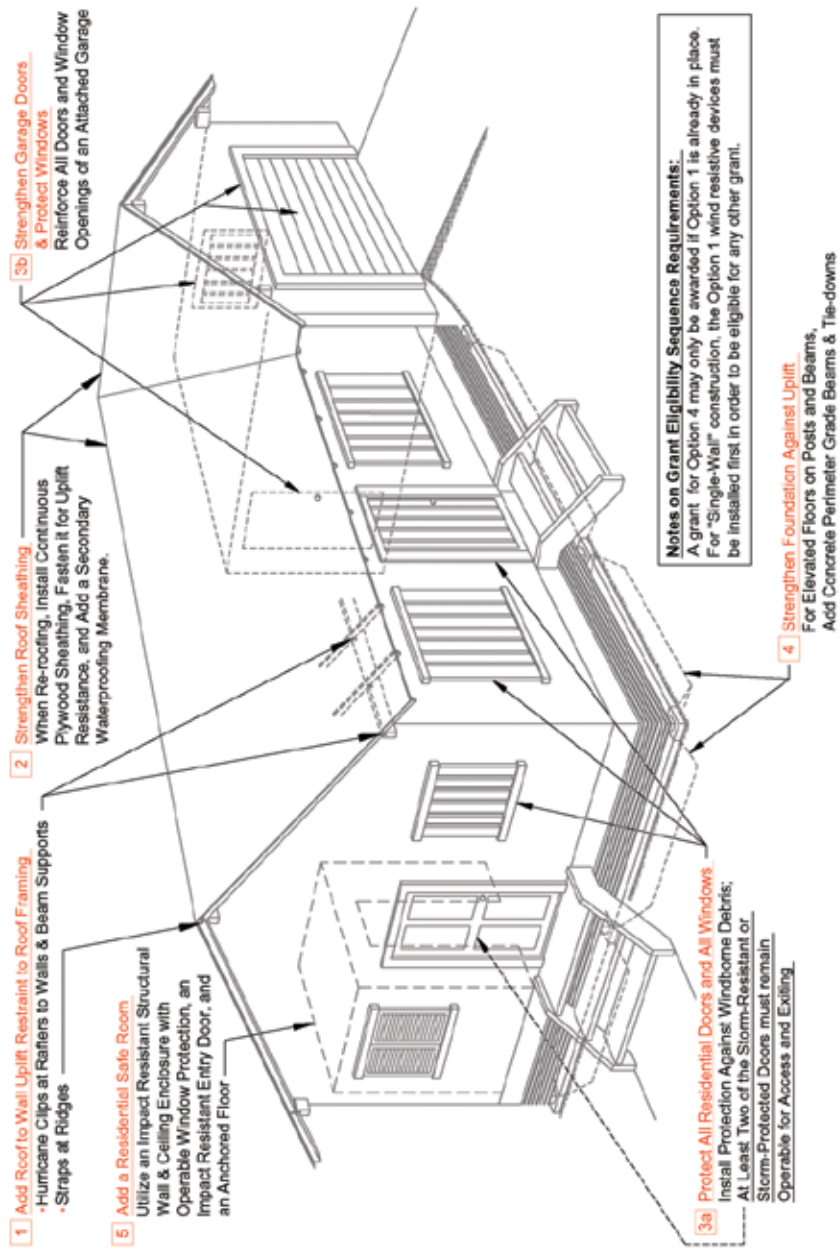 1 Add Roof to Wall Uplift Restraint to Roof Framing
• Hurricane Clips at Rafters to Walls & Beam Supports
• Straps at Ridges
5 Add a Residential Safe Room
Utilize an Impact Resistant Structural
Wall & Ceiling Enclosure with
Operable Window Protection, an
Impact Resistant Entry Door, and
an Anchored Floor
2 Strengthen Roof Sheathing
When Re-roofing, Install Continuous
Plywood Sheathing, Fasten it for Uplift
Resistance, and Add a Secondary
Waterproofing Membrane.
3b Strengthen Garage Doors
& Protect Windows
Reinforce All Doors and Window
Openings of an Attached Garage
3a Protect All Residential Doors and All Windows
Install Protection Against Windborne Debris;
At Least Two of the Storm-Resistant or
Storm-Protected Doors must remain
Operable for Access and Exiting
4 Strengthen Foundation Against Uplift
For Elevated Floors on Posts and Beams,
Add Concrete Perimeter Grade Beams & Tie-downs
Notes on Grant Eligibility Sequence Requirements:
A grant for Option 4 may only be awarded if Option 1 is already in place.
For "Single-Wall" construction, the Option 1 wind resistive devices must
be installed first in order to be eligible for any other grant.